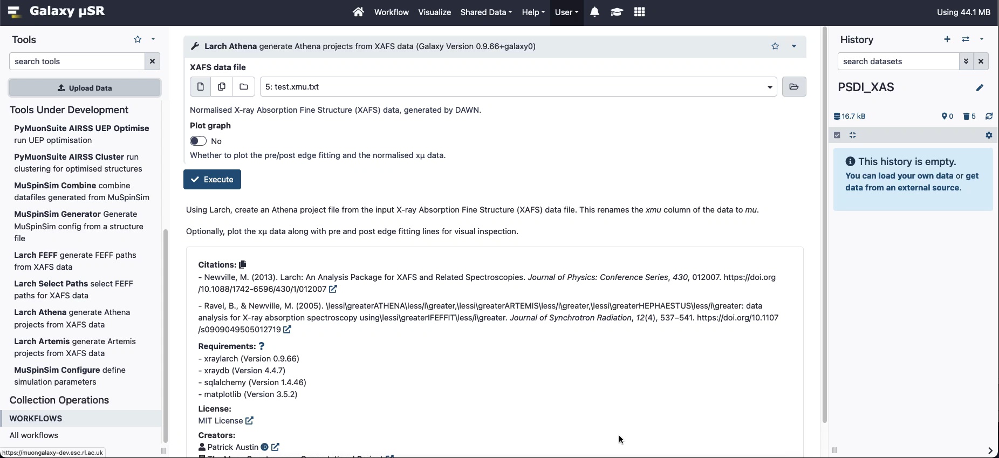 Galaxy μSR
Workflow Visualize Shared Data Help User
Using 44.1 MB
Tools
search tools
Upload Data
Tools Under Development
PyMuonSuite AIRSS UEP Optimise
run UEP optimisation
PyMuonSuite AIRSS Cluster run
clustering for optimised structures
MuSpinSim Combine combine
datafiles generated from MuSpinSim
MuSpinSim Generator Generate
MuSpinSim config from a structure
file
Larch FEFF generate FEFF paths
from XAFS data
Larch Select Paths select FEFF
paths for XAFS data
Larch Athena generate Athena
projects from XAFS data
Larch Artemis generate Artemis
projects from XAFS data
MuSpinSim Configure define
simulation parameters
Collection Operations
WORKFLOWS
All workflows
https://muongalaxy-dev.esc.rl.ac.uk
Larch Athena generate Athena projects from XAFS data (Galaxy Version 0.9.66+galaxy0)
XAFS data file
5: test.xmu.txt
Normalised X-ray Absorption Fine Structure (XAFS) data, generated by DAWN.
Plot graph
No
Whether to plot the pre/post edge fitting and the normalised xμ data.
Execute
Using Larch, create an Athena project file from the input X-ray Absorption Fine Structure (XAFS) data file. This renames the xmu column of the data to mu.
Optionally, plot the xμ data along with pre and post edge fitting lines for visual inspection.
Citations:
- Newville, M. (2013). Larch: An Analysis Package for XAFS and Related Spectroscopies. Journal of Physics: Conference Series, 430, 012007. https://doi.org
/10.1088/1742-6596/430/1/012007
- Ravel, B., & Newville, M. (2005). \lessi\greaterATHENA\less/i\greater,\lessi\greaterARTEMIS\less/i\greater,\lessi\greaterHEPHAESTUS\less/i\greater: data
analysis for X-ray absorption spectroscopy using\lessi\greaterIFEFFIT\less/i\greater. Journal of Synchrotron Radiation, 12(4), 537–541. https://doi.org/10.1107
/s0909049505012719
Requirements: ?
- xraylarch (Version 0.9.66)
- xraydb (Version 4.4.7)
- sqlalchemy (Version 1.4.46)
- matplotlib (Version 3.5.2)
License:
MIT License
Creators:
Patrick Austin iD
History
search datasets
PSDI_XAS
16.7 kB 0 5
This history is empty.
You can load your own data or get
data from an external source.